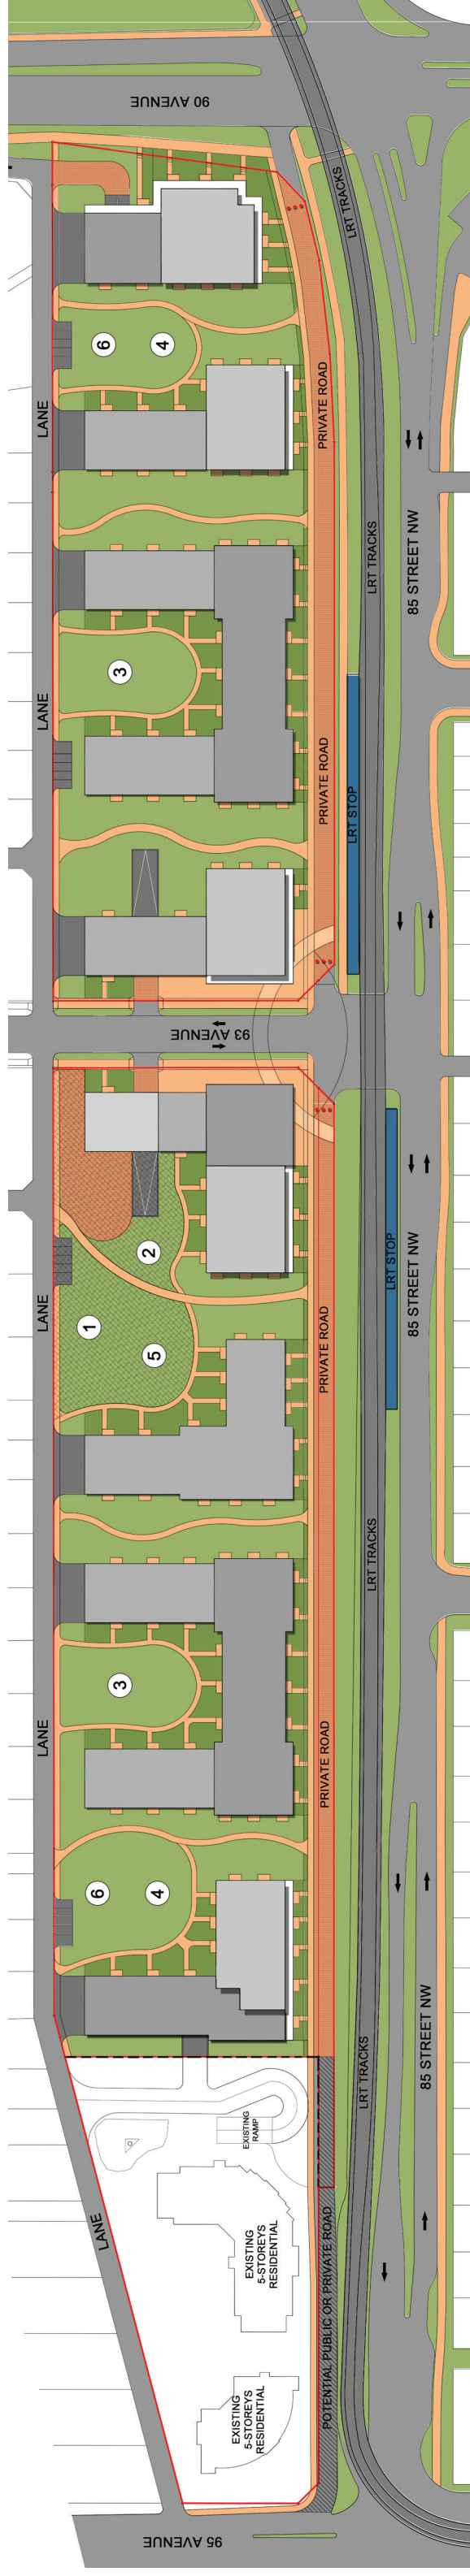 90 AVENUE
LRT TRACKS
LANE
6
4
PRIVATE ROAD
85 STREET NW
LRT TRACKS
LANE
3
PRIVATE ROAD
LRT STOP
93 AVENUE
LANE
1
2
5
PRIVATE ROAD
LRT STOP
85 STREET NW
LRT TRACKS
LANE
3
PRIVATE ROAD
6
4
85 STREET NW
LRT TRACKS
LANE
EXISTING
RAMP
EXISTING
5-STOREYS
RESIDENTIAL
POTENTIAL PUBLIC OR PRIVATE ROAD
EXISTING
5-STOREYS
RESIDENTIAL
95 AVENUE